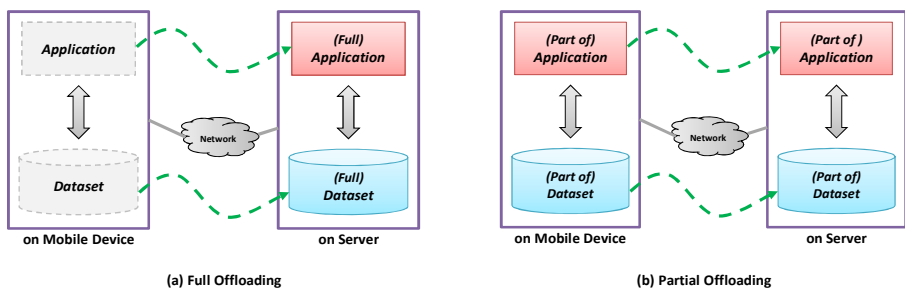 Application
(Full)
Application
Network
Dataset
(Full)
Dataset
on Mobile Device
on Server
(a) Full Offloading
(Part of)
Application
(Part of )
Application
Network
(Part of)
Dataset
(Part of)
Dataset
on Mobile Device
on Server
(b) Partial Offloading